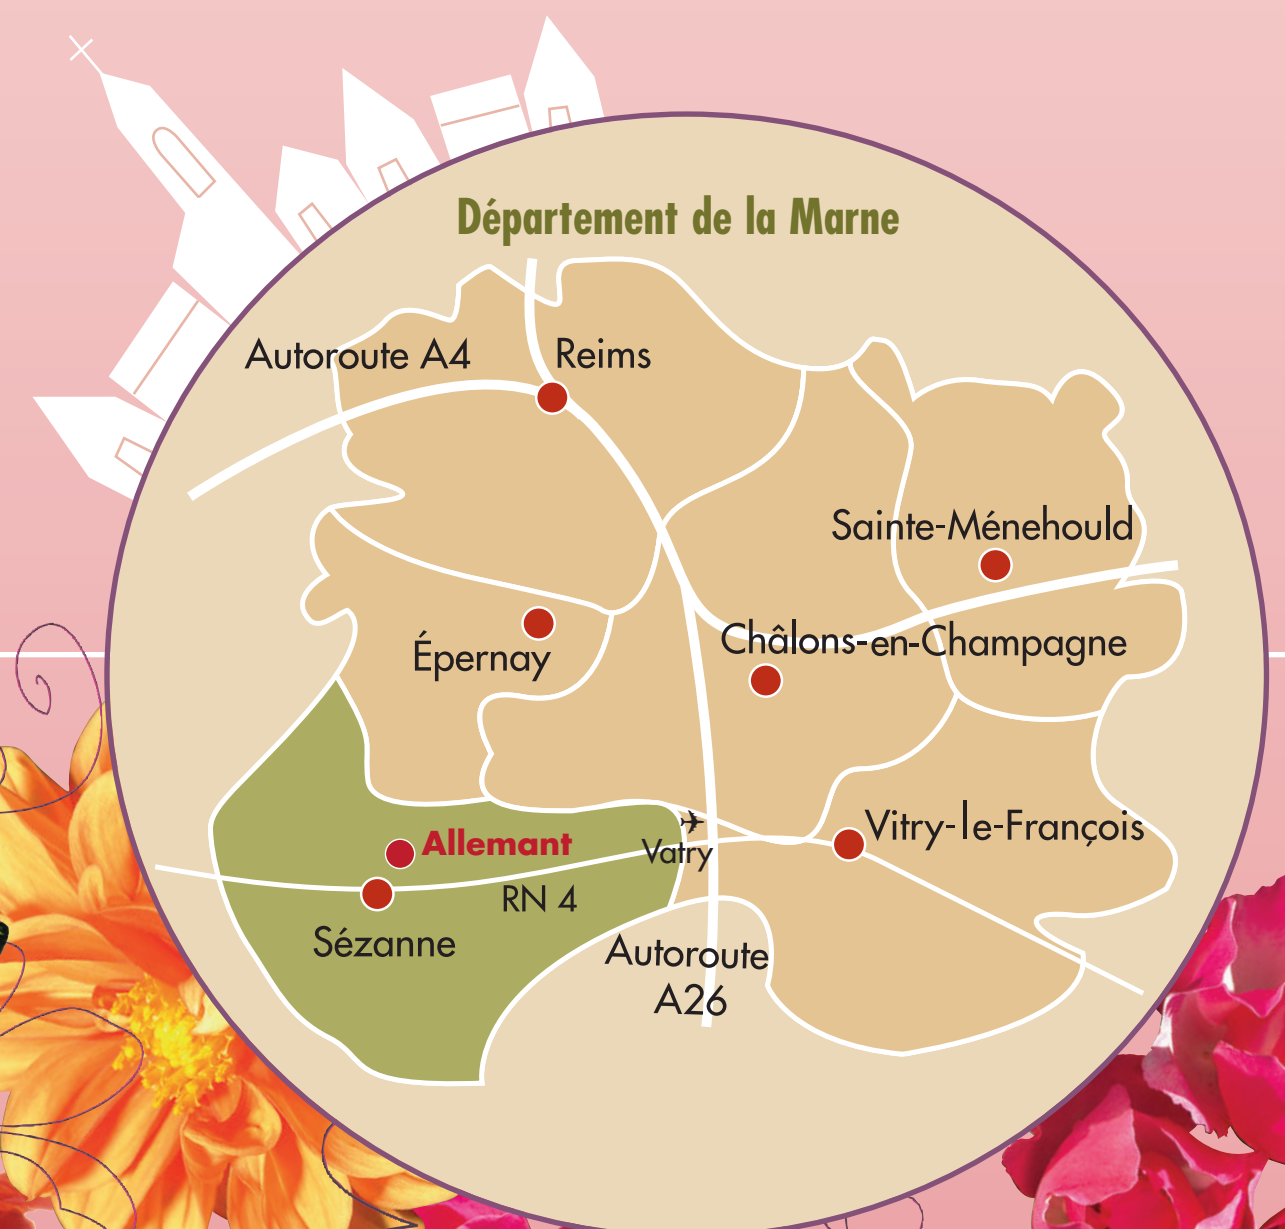 Département de la Marne
Autoroute A4
Reims
Sainte-Ménehould
Épernay
Châlons-en-Champagne
Vitry-le-François
Allemant
Vatry
RN 4
Sézanne
Autoroute
A26